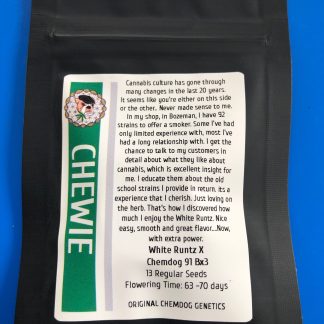 Cannabis culture has gone through
many changes in the last 20 years.
It seems like you're either on this side
or the other. Never made sense to me.
In my shop, in Bozeman, I have 92
strains to offer a smoker. Some I've had
only limited experience with, most I've
had a long relationship with. I get the
chance to talk to my customers in
detail about what they like about
cannabis, which is excellent insight for
me. I educate them about the old
school strains I provide in return. its a
experience that I cherish. Just loving on
the herb. That's how I discovered how
much I enjoy the White Runtz. Nice
easy, smooth and great flavor...Now,
with extra power.
White Runtz X
Chemdog 91 Bx3
13 Regular Seeds
Flowering Time: 63 -70 days
ORIGINAL CHEMDOG GENETICS
CHEWIE